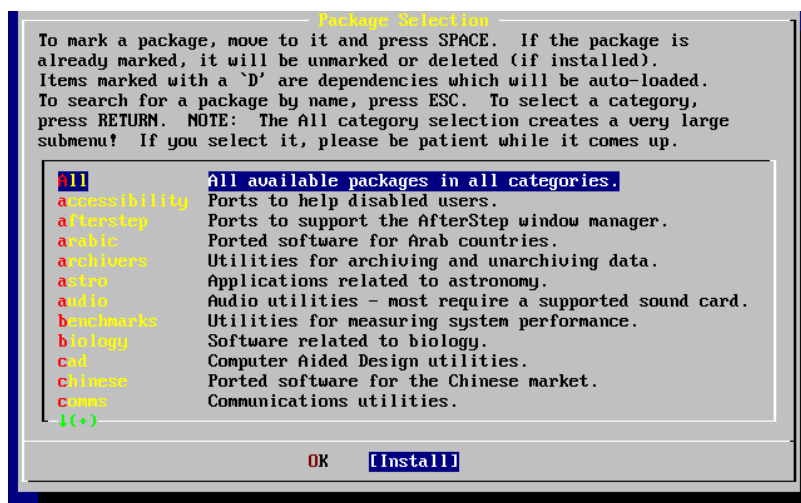 Package Selection
To mark a package, move to it and press SPACE.  If the package is
already marked, it will be unmarked or deleted (if installed).
Items marked with a `D' are dependencies which will be auto-loaded.
To search for a package by name, press ESC.  To select a category,
press RETURN.  NOTE:  The All category selection creates a very large
submenu!  If you select it, please be patient while it comes up.
All All available packages in all categories.
accessibility Ports to help disabled users.
afterstep Ports to support the AfterStep window manager.
arabic Ported software for Arab countries.
archivers Utilities for archiving and unarchiving data.
astro Applications related to astronomy.
audio Audio utilities - most require a supported sound card.
benchmarks Utilities for measuring system performance.
biology Software related to biology.
cad Computer Aided Design utilities.
chinese Ported software for the Chinese market.
comms Communications utilities.
↓(+)
OK [Install]